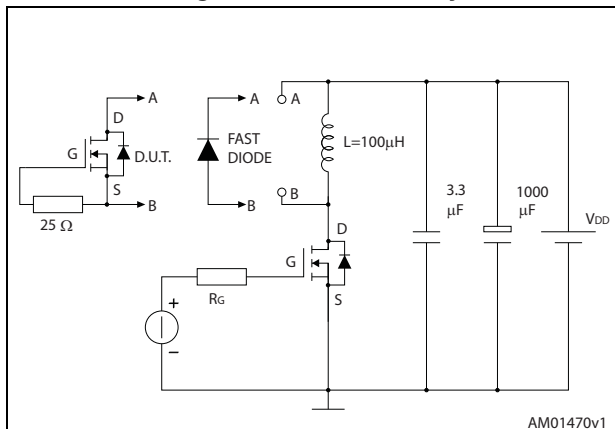 A
A
A
D
G
D.U.T.
S
B
25 Ω
FAST
DIODE
B
B
L=100μH
D
G
S
RG
+
−
3.3
μF
1000
μF
VDD
AM01470v1